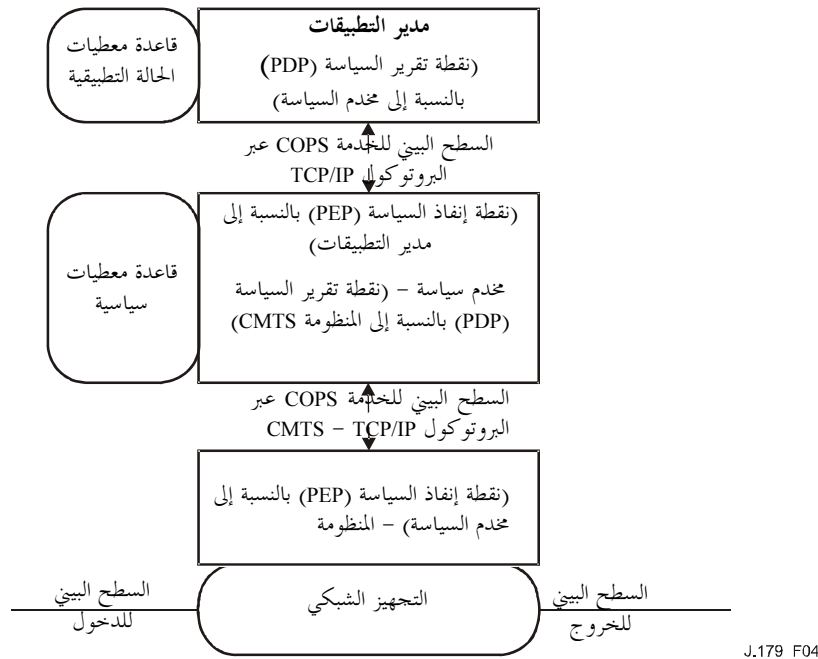 مدير التطبيقات
(نقطة تقرير السياسة (PDP)
بالنسبة إلى مخدم السياسة)
قاعدة معطيات
الحالة التطبيقية
السطح البيني للخدمة COPS عبر
البروتوكول TCP/IP
(نقطة إنفاذ السياسة (PEP) بالنسبة إلى
مدير التطبيقات)
مخدم سياسة – (نقطة تقرير السياسة
(PDP) بالنسبة إلى المنظومة CMTS)
قاعدة معطيات
سياسية
السطح البيني للخدمة COPS عبر
البروتوكول CMTS – TCP/IP
(نقطة إنفاذ السياسة (PEP) بالنسبة إلى
مخدم السياسة) – المنظومة
التجهيز الشبكي
السطح البيني
للخروج
السطح البيني
للدخول
J.179_F04